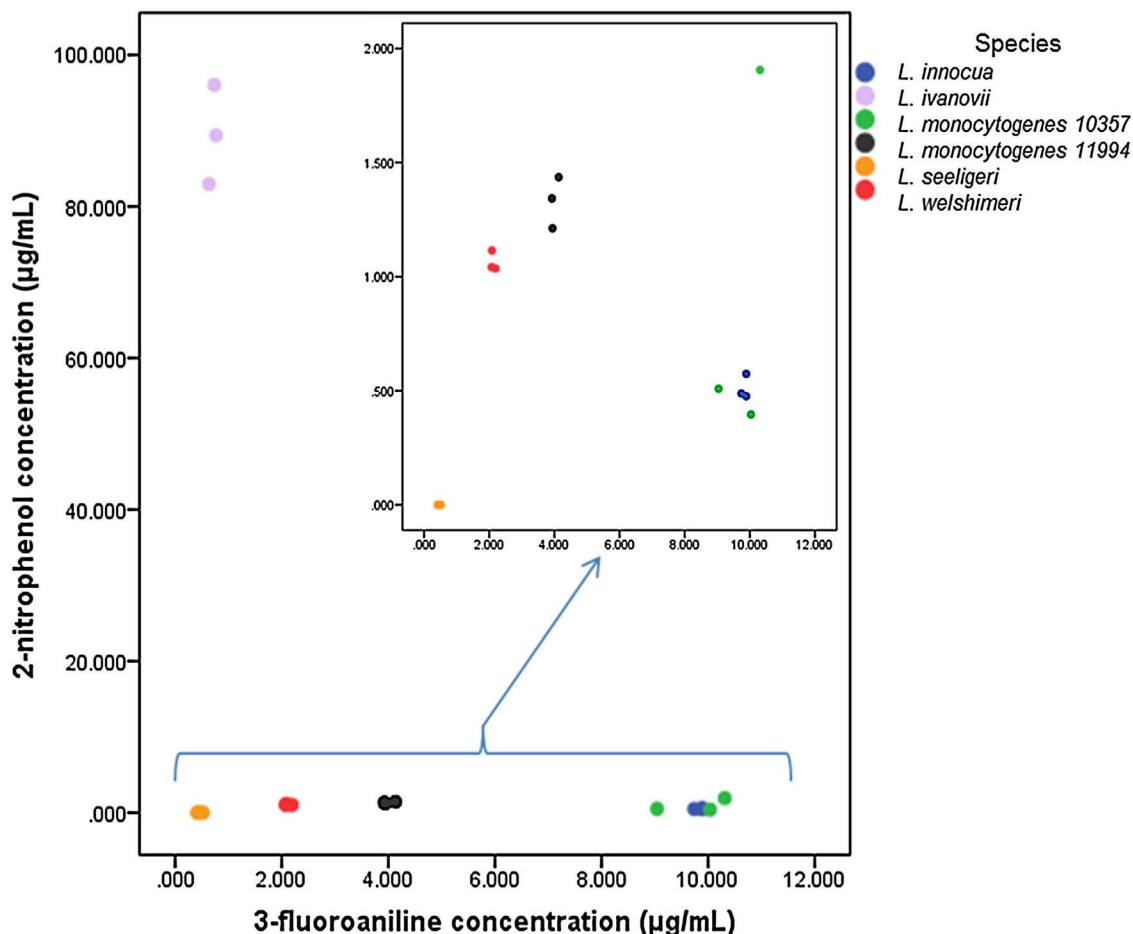 100.000
80.000
60.000
40.000
20.000
.000
2-nitrophenol concentration (µg/mL)
2.000
1.500
1.000
.500
.000
.000 2.000 4.000 6.000 8.000 10.000 12.000
.000 2.000 4.000 6.000 8.000 10.000 12.000
3-fluoroaniline concentration (µg/mL)
Species
L. innocua
L. ivanovii
L. monocytogenes 10357
L. monocytogenes 11994
L. seeligeri
L. welshimeri